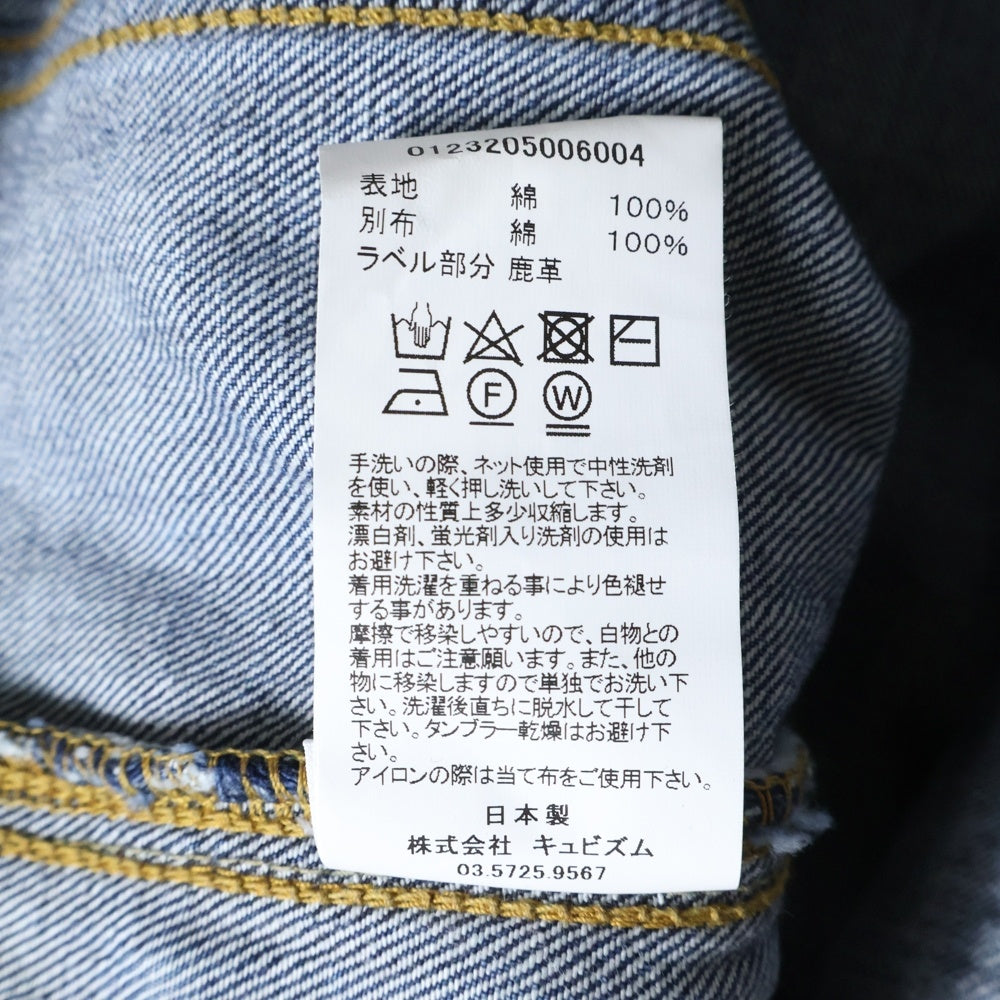 0123205006004
表地 綿 100%
別布 綿 100%
ラベル部分 鹿革
F W
手洗いの際、ネット使用で中性洗剤
を使い、軽く押し洗いして下さい。
素材の性質上多少収縮します。
漂白剤、蛍光剤入り洗剤の使用は
お避け下さい。
着用洗濯を重ねる事により色褪せ
する事があります。
摩擦で移染しやすいので、白物との
着用はご注意願います。また、他の
物に移染しますので単独でお洗い下
さい。洗濯後直ちに脱水して干して
下さい。タンブラー乾燥はお避け下
さい。
アイロンの際は当て布をご使用下さい。
日本製
株式会社 キュビズム
03.5725.9567